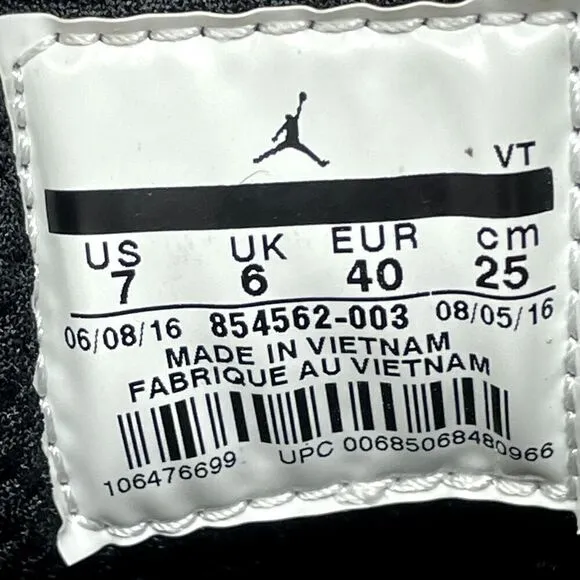 VT
US UK EUR cm
7 6 40 25
06/08/16 854562-003 08/05/16
MADE IN VIETNAM
FABRIQUE AU VIETNAM
106476699 UPC 00685068480966